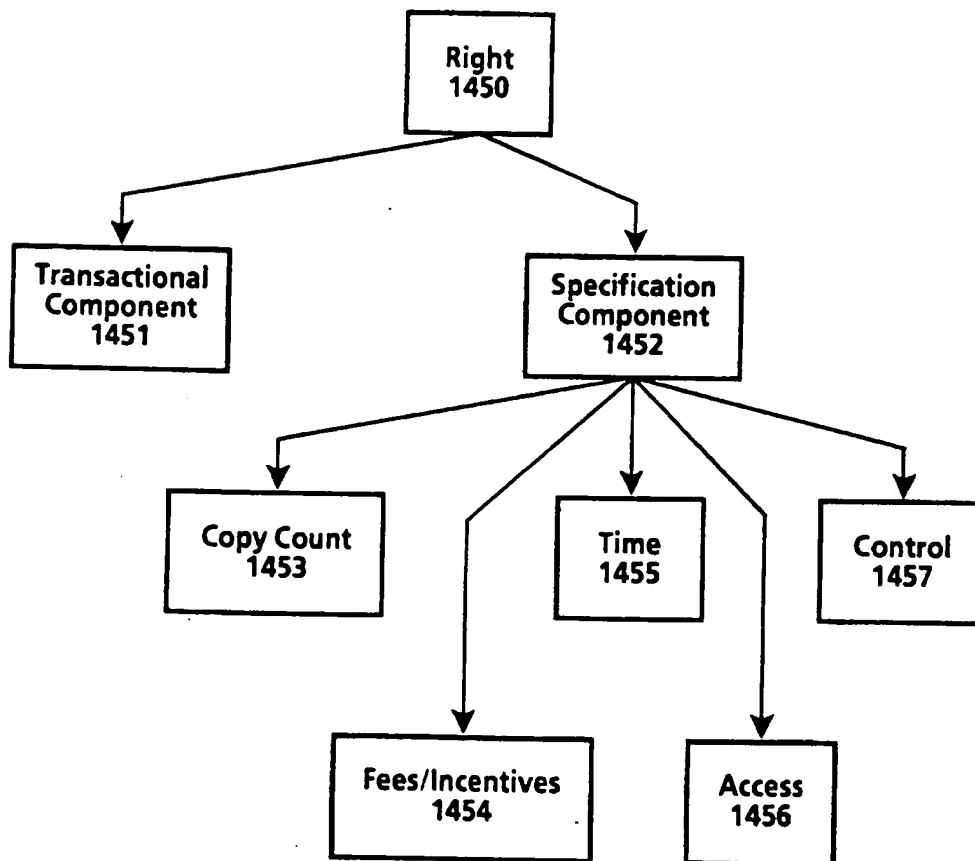 Right
1450
Transactional
Component
1451
Specification
Component
1452
Copy Count
1453
Time
1455
Control
1457
Fees/Incentives
1454
Access
1456